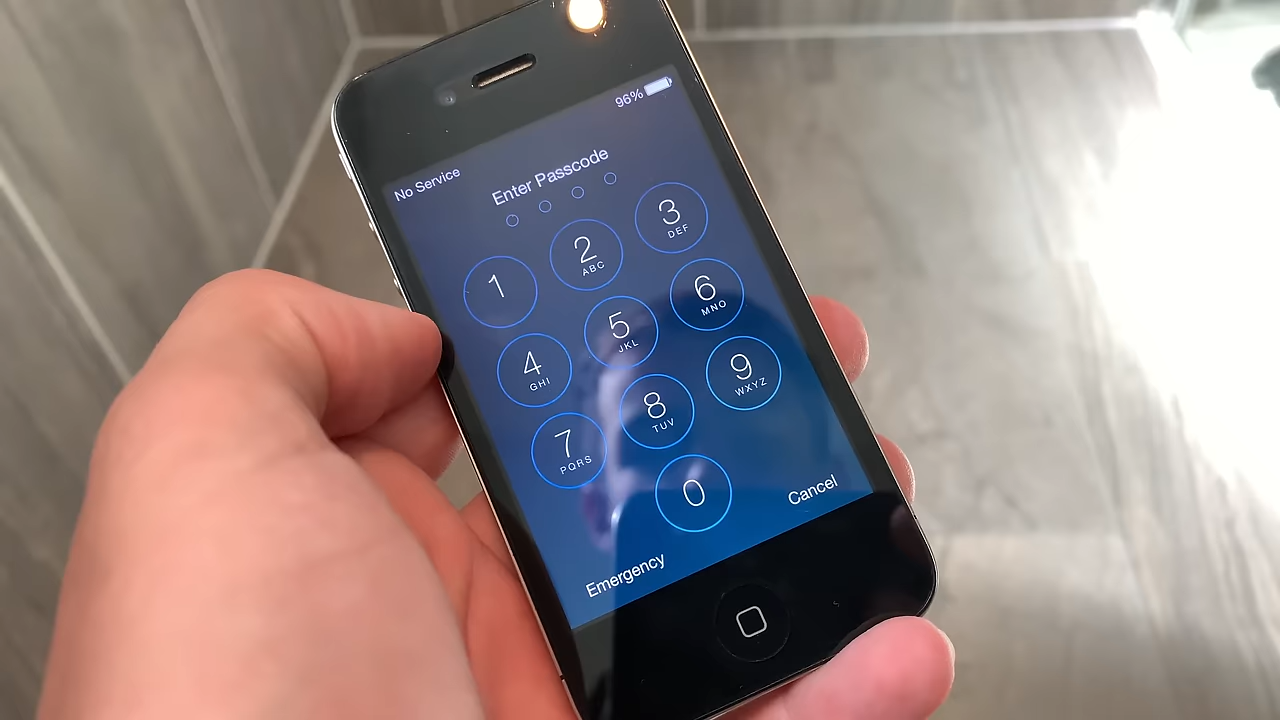 No Service 96%
Enter Passcode
1 2 3
ABC DEF
4 5 6
GHI JKL MNO
7 8 9
PQRS TUV WXYZ
0
Emergency Cancel